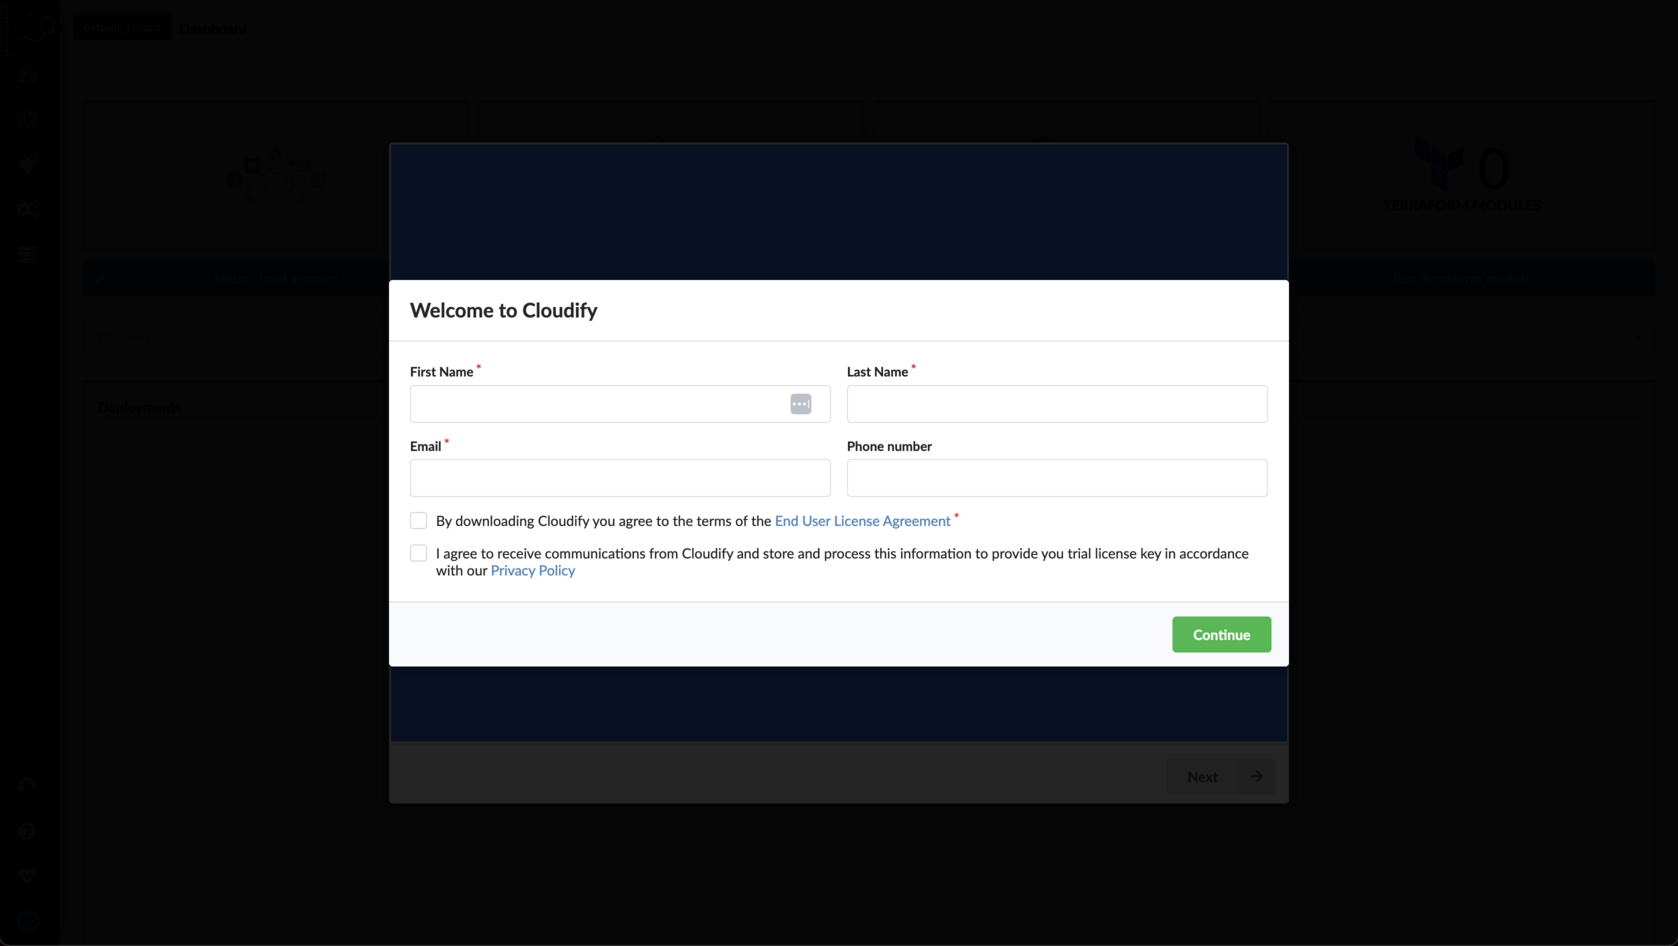 Dashboard
0
TERRAFORM MODULES
Welcome to Cloudify
First Name *
Last Name *
Email *
Phone number
By downloading Cloudify you agree to the terms of the End User License Agreement *
I agree to receive communications from Cloudify and store and process this information to provide you trial license key in accordance
with our Privacy Policy
Continue
Deployments
Next